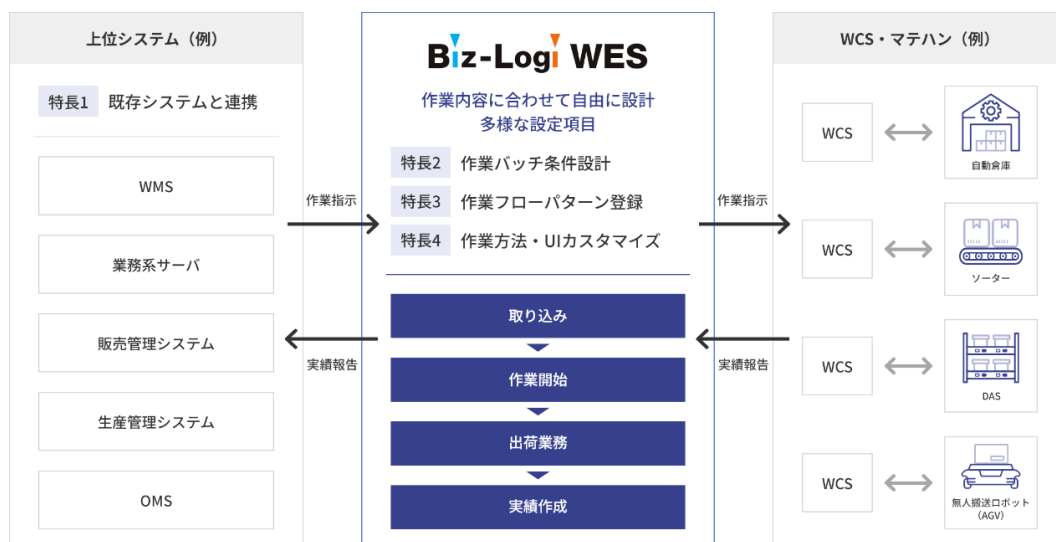 上位システム（例）
特長1 既存システムと連携
WMS
業務系サーバ
販売管理システム
生産管理システム
OMS
作業指示
実績報告
Biz-Logi WES
作業内容に合わせて自由に設計
多様な設定項目
特長2 作業バッチ条件設計
特長3 作業フローパターン登録
特長4 作業方法・UIカスタマイズ
取り込み
作業開始
出荷業務
実績作成
作業指示
実績報告
WCS・マテハン（例）
WCS
自動倉庫
WCS
ソーター
WCS
DAS
WCS
無人搬送ロボット
（AGV）